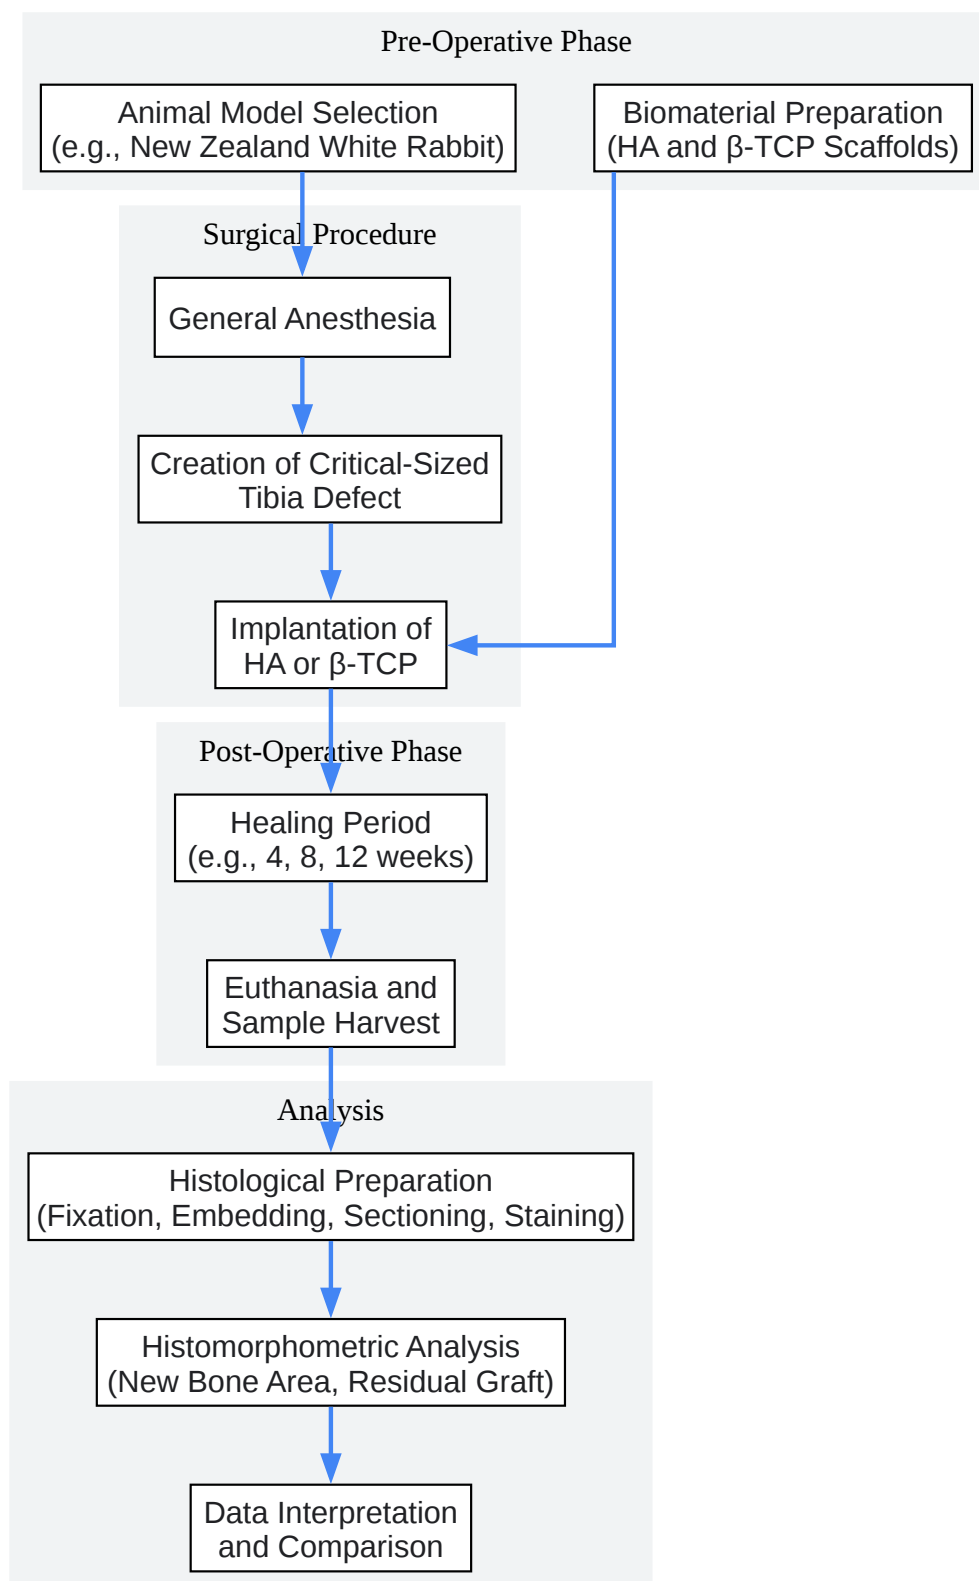 Pre-Operative Phase
Animal Model Selection
(e.g., New Zealand White Rabbit)
Biomaterial Preparation
(HA and β-TCP Scaffolds)
Surgical Procedure
General Anesthesia
Creation of Critical-Sized
Tibia Defect
Implantation of
HA or β-TCP
Post-Operative Phase
Healing Period
(e.g., 4, 8, 12 weeks)
Euthanasia and
Sample Harvest
Analysis
Histological Preparation
(Fixation, Embedding, Sectioning, Staining)
Histomorphometric Analysis
(New Bone Area, Residual Graft)
Data Interpretation
and Comparison